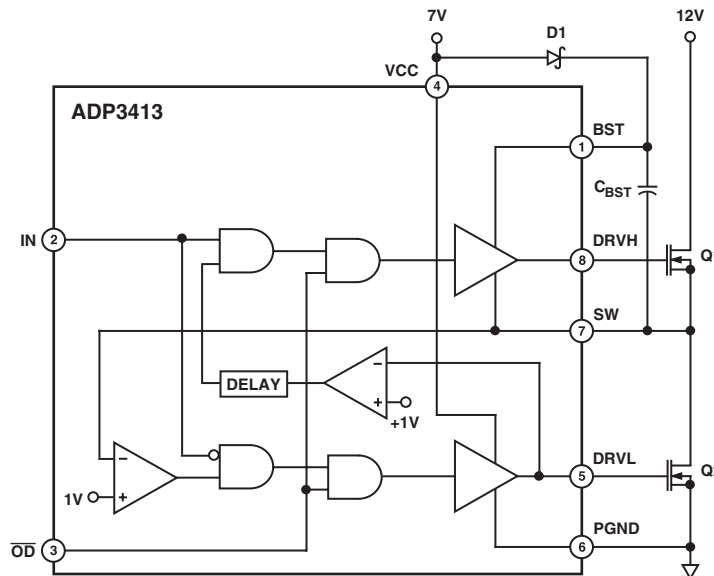 7V
12V
D1
VCC
4
ADP3413
BST
1
CBST
IN
2
DRVH
8
Q
SW
7
DELAY
−
+
+1V
−
1V
+
DRVL
5
Q
PGND
6
OD
3